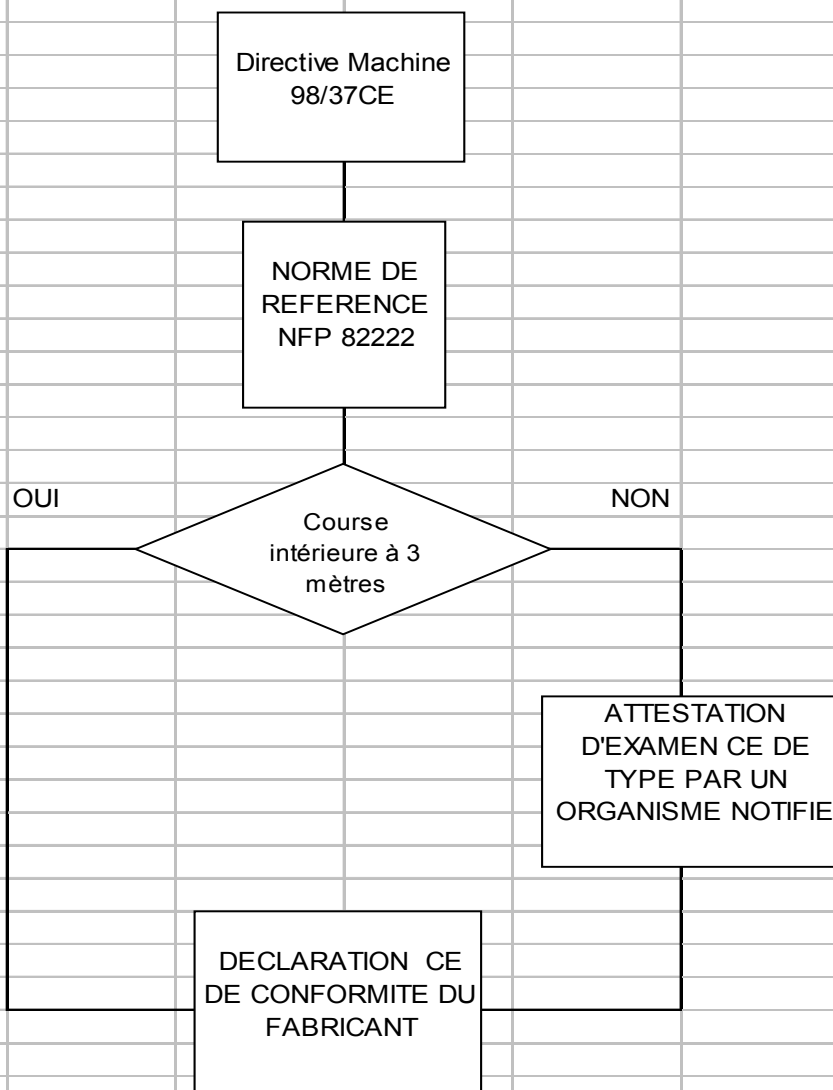 Directive Machine
98/37CE
NORME DE
REFERENCE
NFP 82222
OUI
NON
Course
intérieure à 3
mètres
ATTESTATION
D'EXAMEN CE DE
TYPE PAR UN
ORGANISME NOTIFIE
DECLARATION CE
DE CONFORMITE DU
FABRICANT